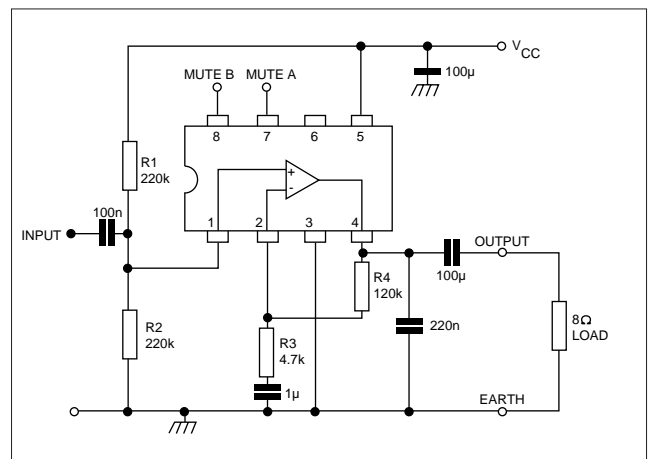 VCC
MUTE B MUTE A
100µ
8 7 6 5
R1
220k
+
-
100n
INPUT
1 2 3 4
OUTPUT
R4
120k
100µ
R2
220k
R3
4.7k
220n
8Ω
LOAD
1µ
EARTH